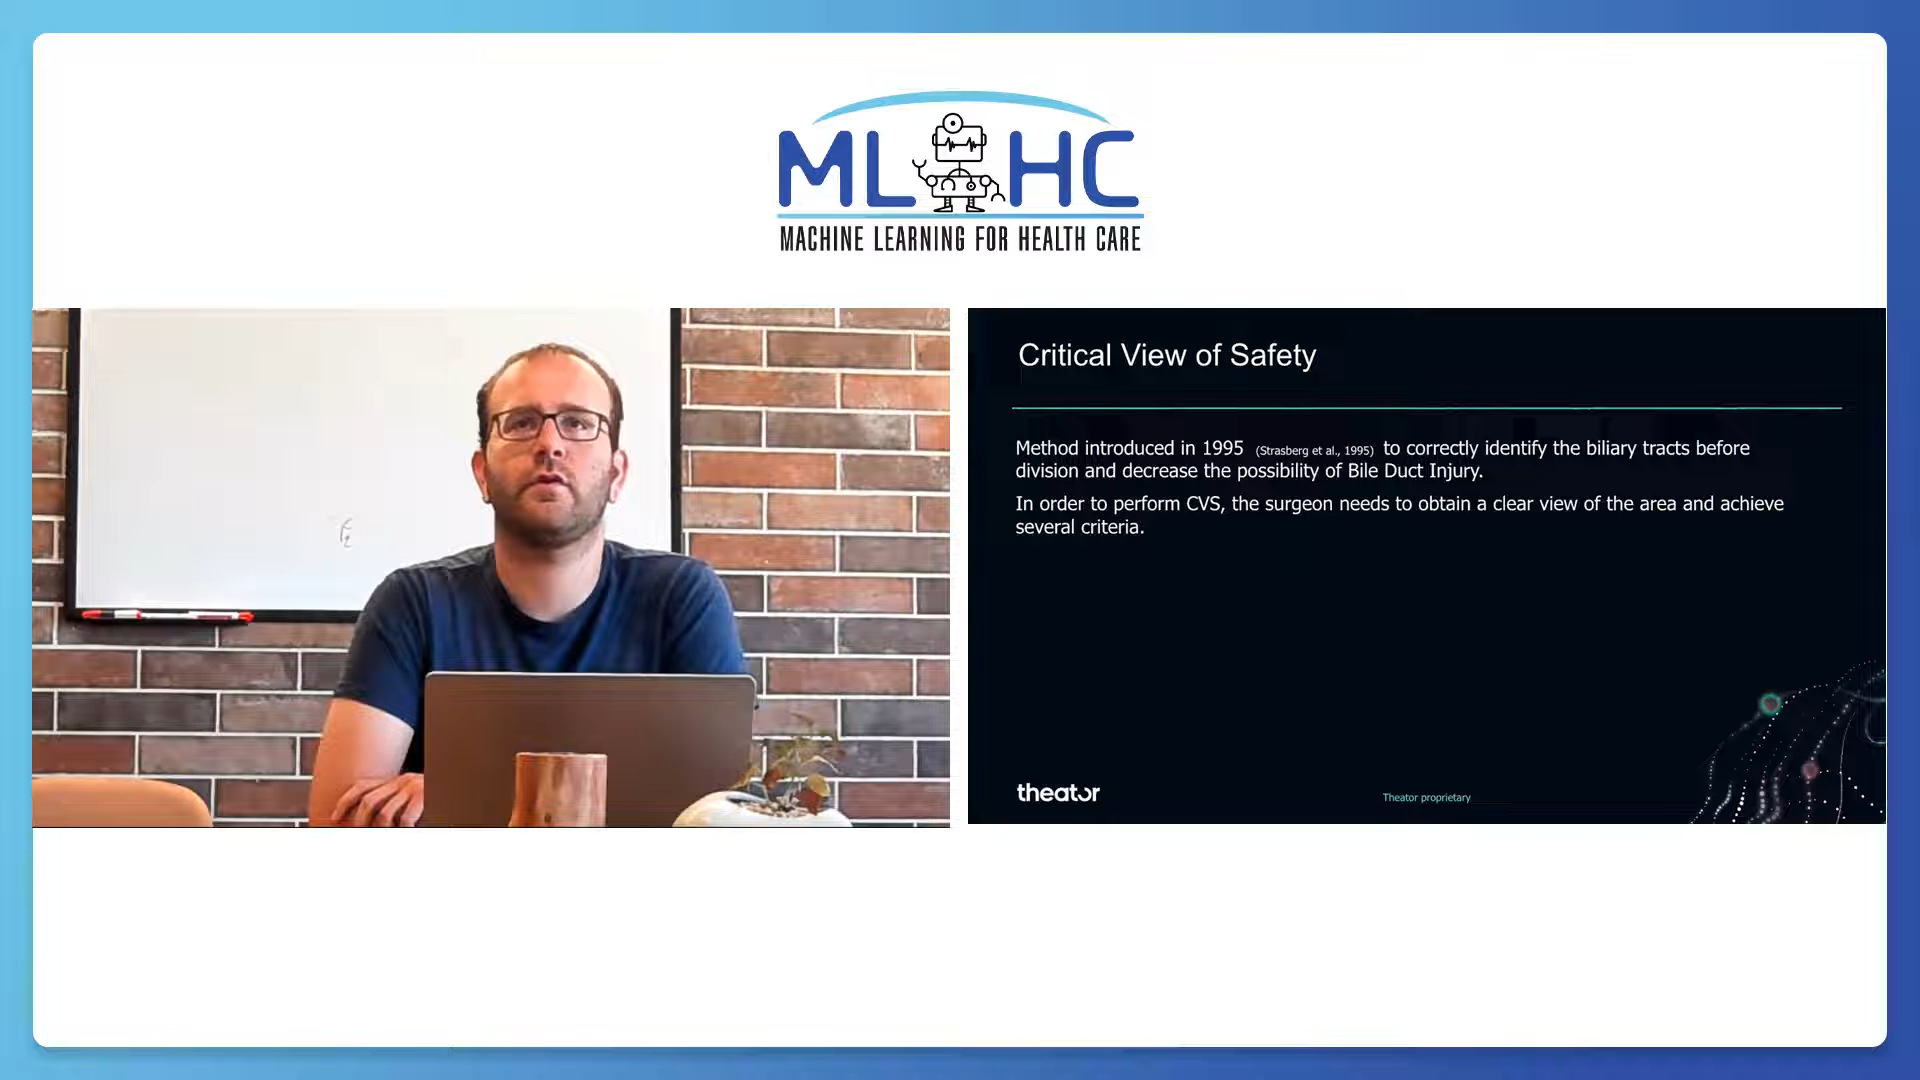 ML HC
MACHINE LEARNING FOR HEALTH CARE
Critical View of Safety
Method introduced in 1995 (Strasberg et al., 1995) to correctly identify the biliary tracts before
division and decrease the possibility of Bile Duct Injury.
In order to perform CVS, the surgeon needs to obtain a clear view of the area and achieve
several criteria.
theator
Theator proprietary